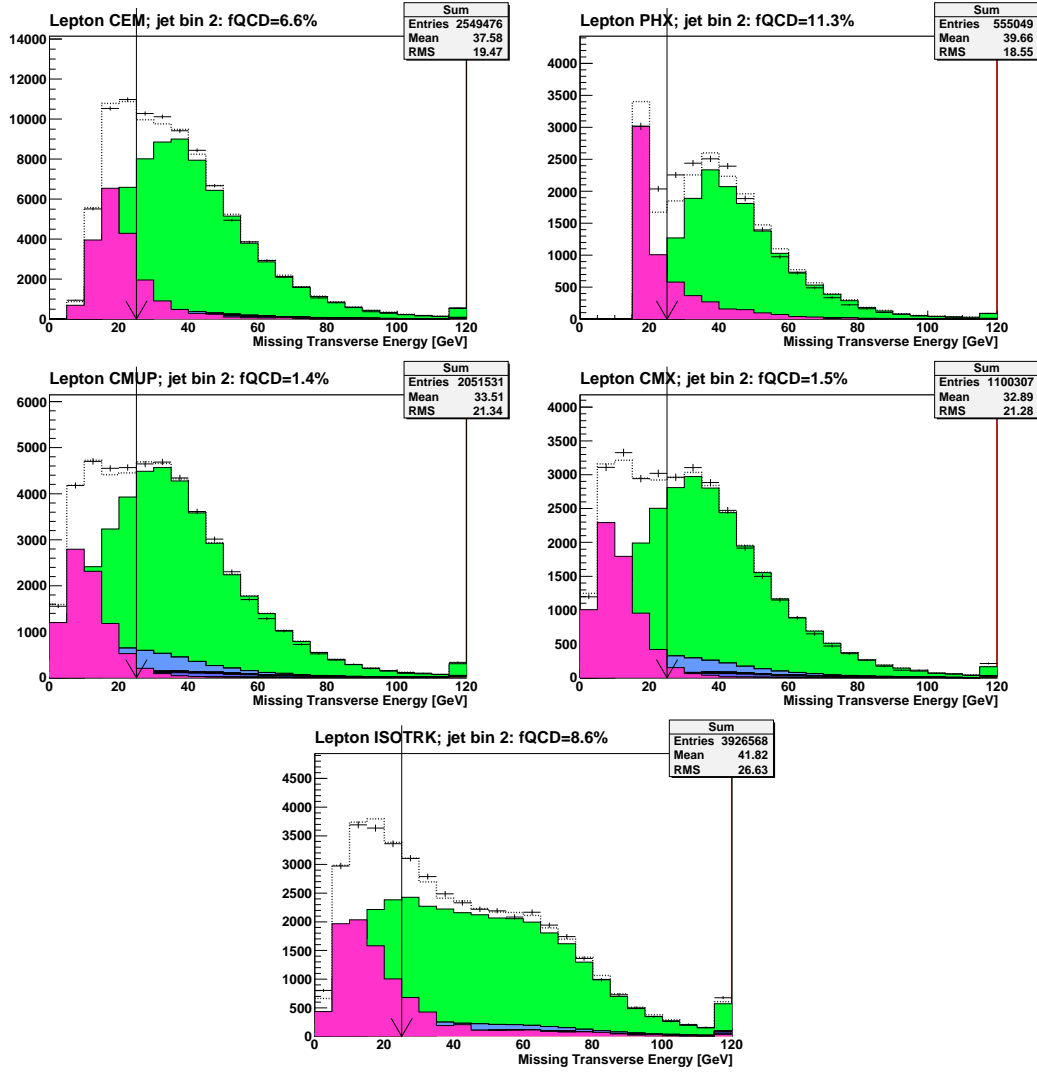 Lepton CEM; jet bin 2: fQCD=6.6%
Sum
Entries 2549476
Mean 37.58
RMS 19.47
14000
12000
10000
8000
6000
4000
2000
0
0 20 40 60 80 100 120
Missing Transverse Energy [GeV]
Lepton PHX; jet bin 2: fQCD=11.3%
Sum
Entries 555049
Mean 39.66
RMS 18.55
4000
3500
3000
2500
2000
1500
1000
500
0
0 20 40 60 80 100 120
Missing Transverse Energy [GeV]
Lepton CMUP; jet bin 2: fQCD=1.4%
Sum
Entries 2051531
Mean 33.51
RMS 21.34
6000
5000
4000
3000
2000
1000
0
0 20 40 60 80 100 120
Missing Transverse Energy [GeV]
Lepton CMX; jet bin 2: fQCD=1.5%
Sum
Entries 1100307
Mean 32.89
RMS 21.28
4000
3500
3000
2500
2000
1500
1000
500
0
0 20 40 60 80 100 120
Missing Transverse Energy [GeV]
Lepton ISOTRK; jet bin 2: fQCD=8.6%
Sum
Entries 3926568
Mean 41.82
RMS 26.63
4500
4000
3500
3000
2500
2000
1500
1000
500
0
0 20 40 60 80 100 120
Missing Transverse Energy [GeV]